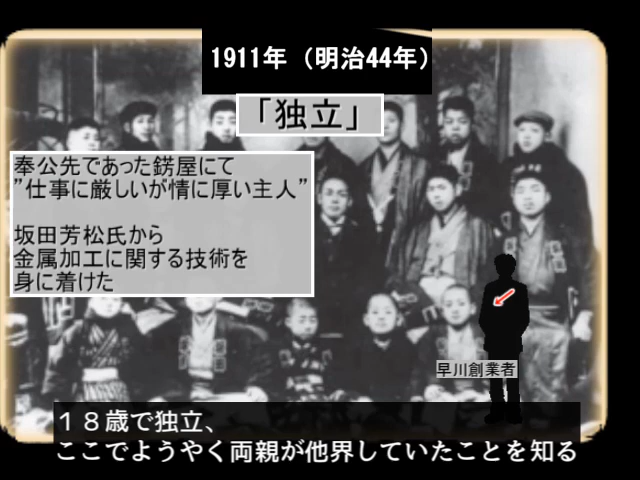 1911年（明治44年）
「独立」
奉公先であった錺屋にて
”仕事に厳しいが情に厚い主人”
坂田芳松氏から
金属加工に関する技術を
身に着けた
早川創業者
１８歳で独立、
ここでようやく両親が他界していたことを知る